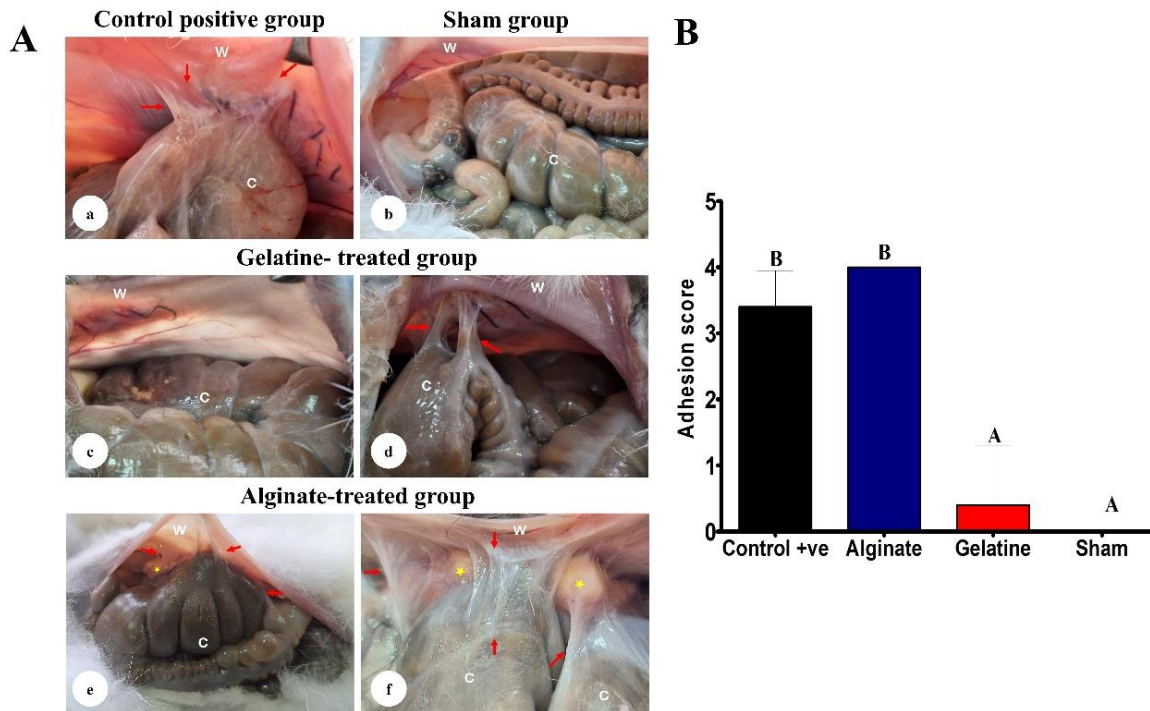 A
Control positive group
Sham group
W
C
a
W
C
b
Gelatine- treated group
W
C
c
W
C
d
Alginate-treated group
W
C
e
W
C
C
f
B
Adhesion score
5
4
3
2
1
0
B
B
A
A
Control +ve
Alginate
Gelatine
Sham